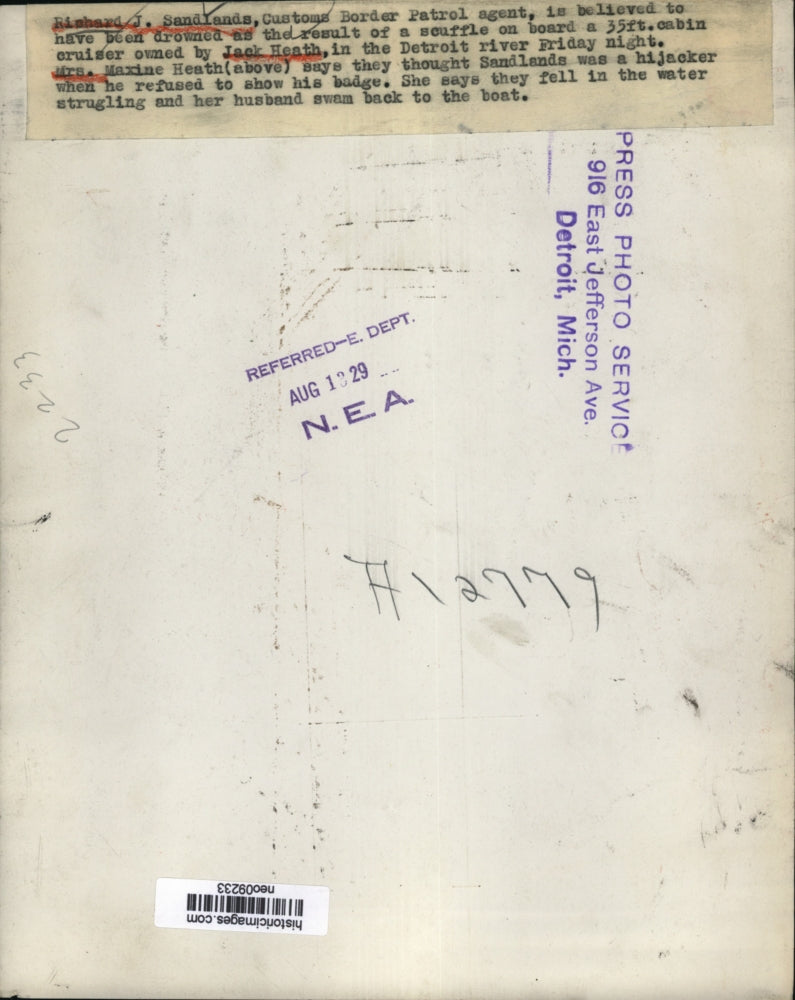 Richard J. Sandlands,Customs Border Patrol agent, is believed to
have been drowned as the result of a scuffle on board a 35ft.cabin
cruiser owned by Jack Heath,in the Detroit river Friday night.
Mrs. Maxine Heath(above) says they thought Sandlands was a hijacker
when he refused to show his badge. She says they fell in the water
strugling and her husband swam back to the boat.
PRESS PHOTO SERVICE
916 East Jefferson Ave.
Detroit, Mich.
REFERRED-E. DEPT.
AUG 29
N.E.A.
2233
H12779
historicimages.com
neo09233